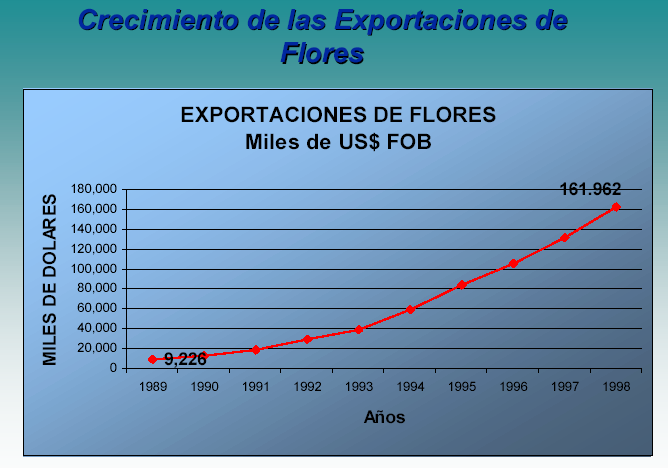 Crecimiento de las Exportaciones de
Flores
EXPORTACIONES DE FLORES
Miles de US$ FOB
MILES DE DOLARES
180,000
160,000
140,000
120,000
100,000
80,000
60,000
40,000
20,000
0
161.962
9,226
1989 1990 1991 1992 1993 1994 1995 1996 1997 1998
Años